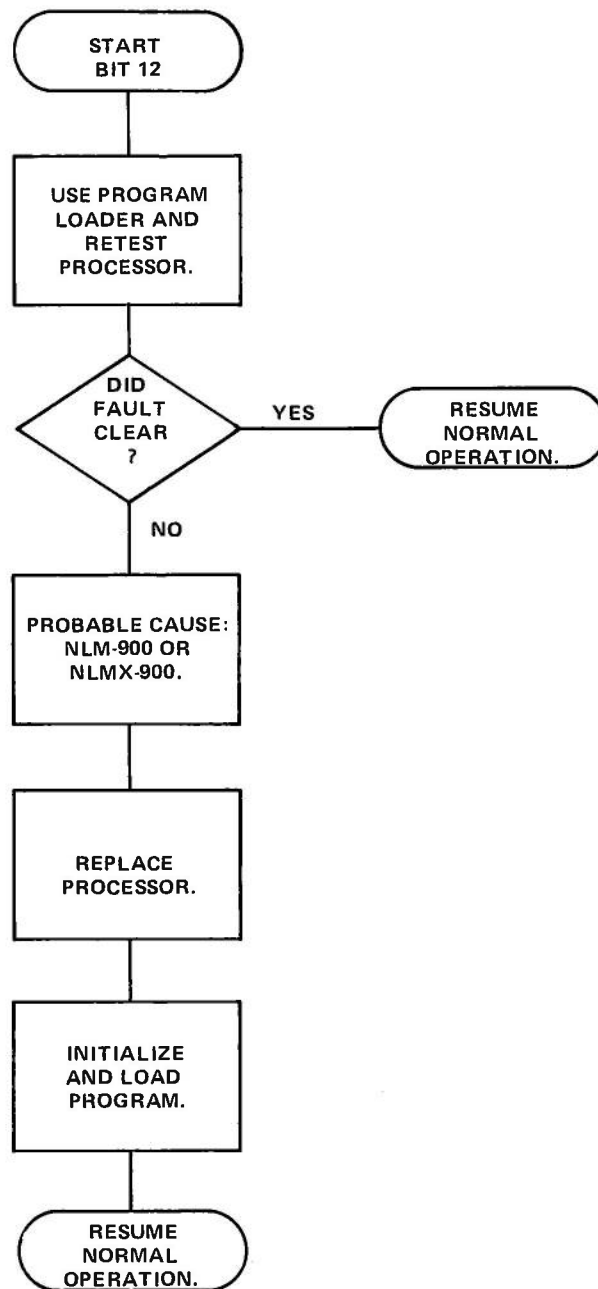 START
BIT 12
USE PROGRAM
LOADER AND
RETEST
PROCESSOR.
DID
FAULT
CLEAR
?
YES
RESUME
NORMAL
OPERATION.
NO
PROBABLE CAUSE:
NLM-900 OR
NLMX-900.
REPLACE
PROCESSOR.
INITIALIZE
AND LOAD
PROGRAM.
RESUME
NORMAL
OPERATION.